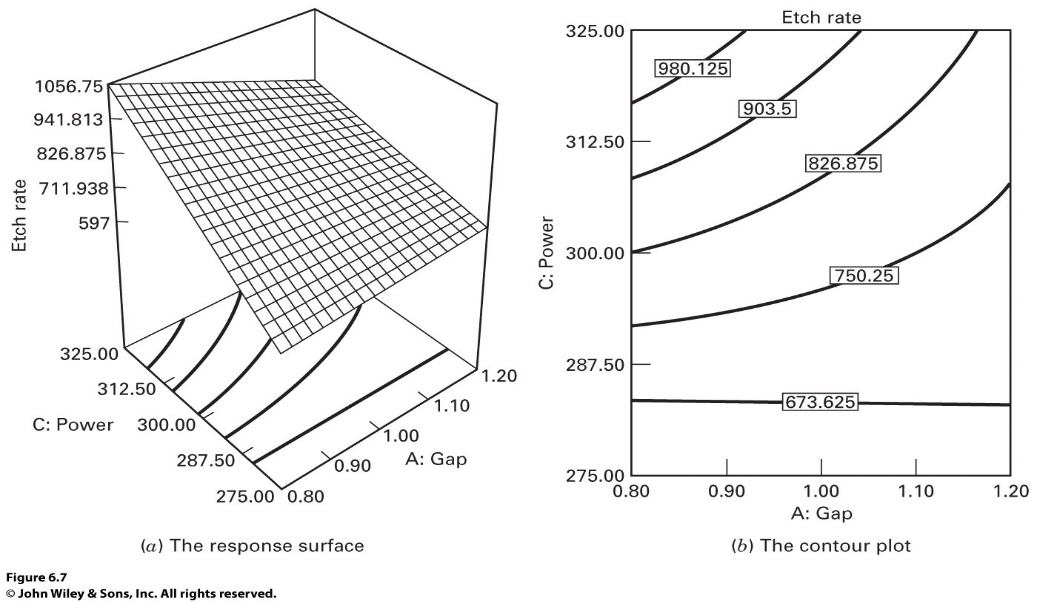 1056.75
941.813
826.875
711.938
597
Etch rate
325.00
312.50
300.00
287.50
275.00
C: Power
0.80
0.90
1.00
1.10
1.20
A: Gap
(a) The response surface
Etch rate
325.00
312.50
300.00
287.50
275.00
C: Power
980.125
903.5
826.875
750.25
673.625
0.80 0.90 1.00 1.10 1.20
A: Gap
(b) The contour plot
Figure 6.7
© John Wiley & Sons, Inc. All rights reserved.